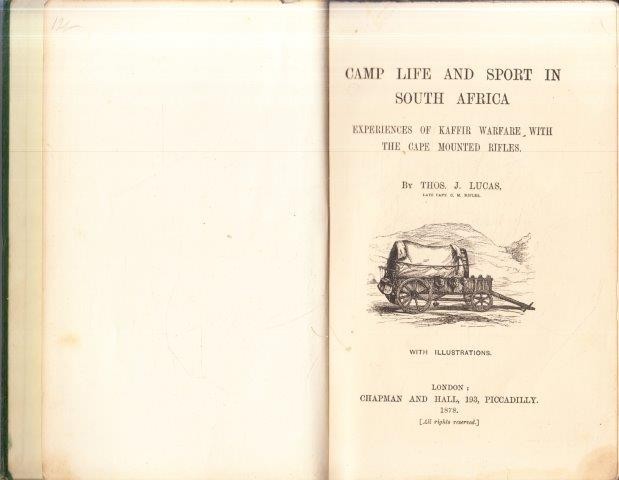 12/-
CAMP LIFE AND SPORT IN
SOUTH AFRICA
EXPERIENCES OF KAFFIR WARFARE WITH
THE CAPE MOUNTED RIFLES.
BY THOS. J. LUCAS,
LATE CAPT. C. M. RIFLES.
WITH ILLUSTRATIONS.
LONDON:
CHAPMAN AND HALL, 193, PICCADILLY.
1878.
[All rights reserved.]